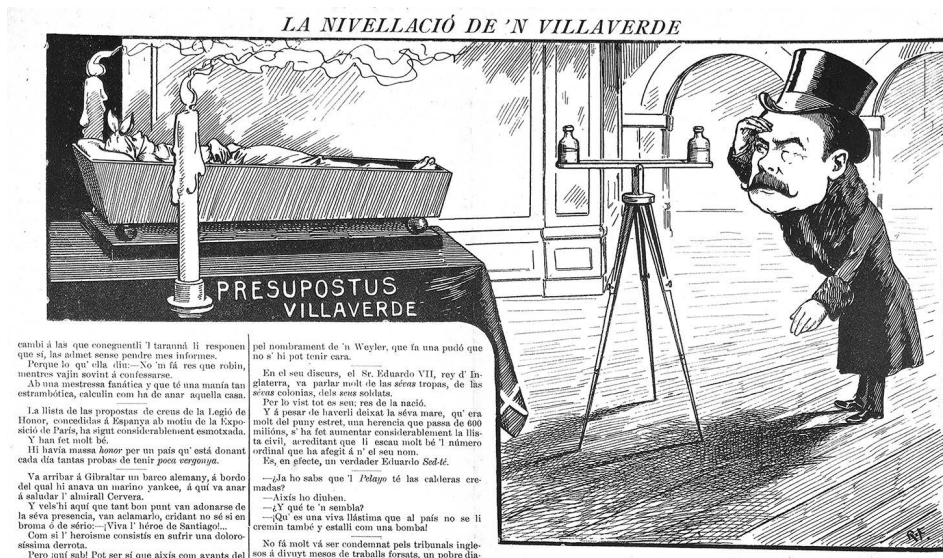 LA NIVELLACIÓ DE 'N VILLAVERDE
PRESUPOSTUS
VILLAVERDE
cambi á las que coneguentli 'l taranná li responen
que sí, las admet sense pendre mes informes.
Perque lo qu' ella diu:—No 'm fá res que robin,
mentres vajin sovint á confessarse.
Ab una mestressa fanática y que té una manía tan
estrambótica, calculin com ha de anar aquella casa.
La llista de las propostas de creus de la Legió de
Honor, concedidas á Espanya ab motiu de la Expo-
sició de París, ha sigut considerablement esmotxada.
Y han fet molt bé.
Hi havía massa honor per un país qu' está donant
cada día tantas probas de tenir poca vergonya.
Va arribar á Gibraltar un barco alemany, á bordo
del qual hi anava un marino yankee, á qui va anar
á saludar l' almirall Cervera.
Y vels'hi aquí que tant bon punt van adonarse de
la séva presencia, van aclamarlo, cridant no sé si en
broma ó de sério:—¡Viva l' héroe de Santiago!...
Com si l' heroisme consistís en sufrir una doloro-
síssima derrota.
Pero ¡qui sab! Pot ser sí que aixís com avants del
pel nombrament de 'n Weyler, que fa una pudó que
no s' hi pot tenir cara.
En el seu discurs, el Sr. Eduardo VII, rey d' In-
glaterra, va parlar molt de las sévas tropas, de las
sévas colonias, dels seus soldats.
Per lo vist tot es seu; res de la nació.
Y á pesar de haverli deixat la séva mare, qu' era
molt del puny estret, una herencia que passa de 600
milións, s' ha fet aumentar considerablement la llis-
ta civil, acreditant que li escau molt bé 'l número
ordinal que ha afegit á n' el seu nom.
Es, en efecte, un verdader Eduardo Sed-té.
—¿Ja ho sabs que 'l Pelayo té las calderas cre-
madas?
—Aixís ho diuhen.
—¿Y qué te 'n sembla?
—¡Qu' es una viva llástima que al país no se li
cremin també y estalli com una bomba!
No fá molt vá ser condemnat pels tribunals ingle-
sos á divuyt mesos de traballs forsats, un pobre dia-
R.F.